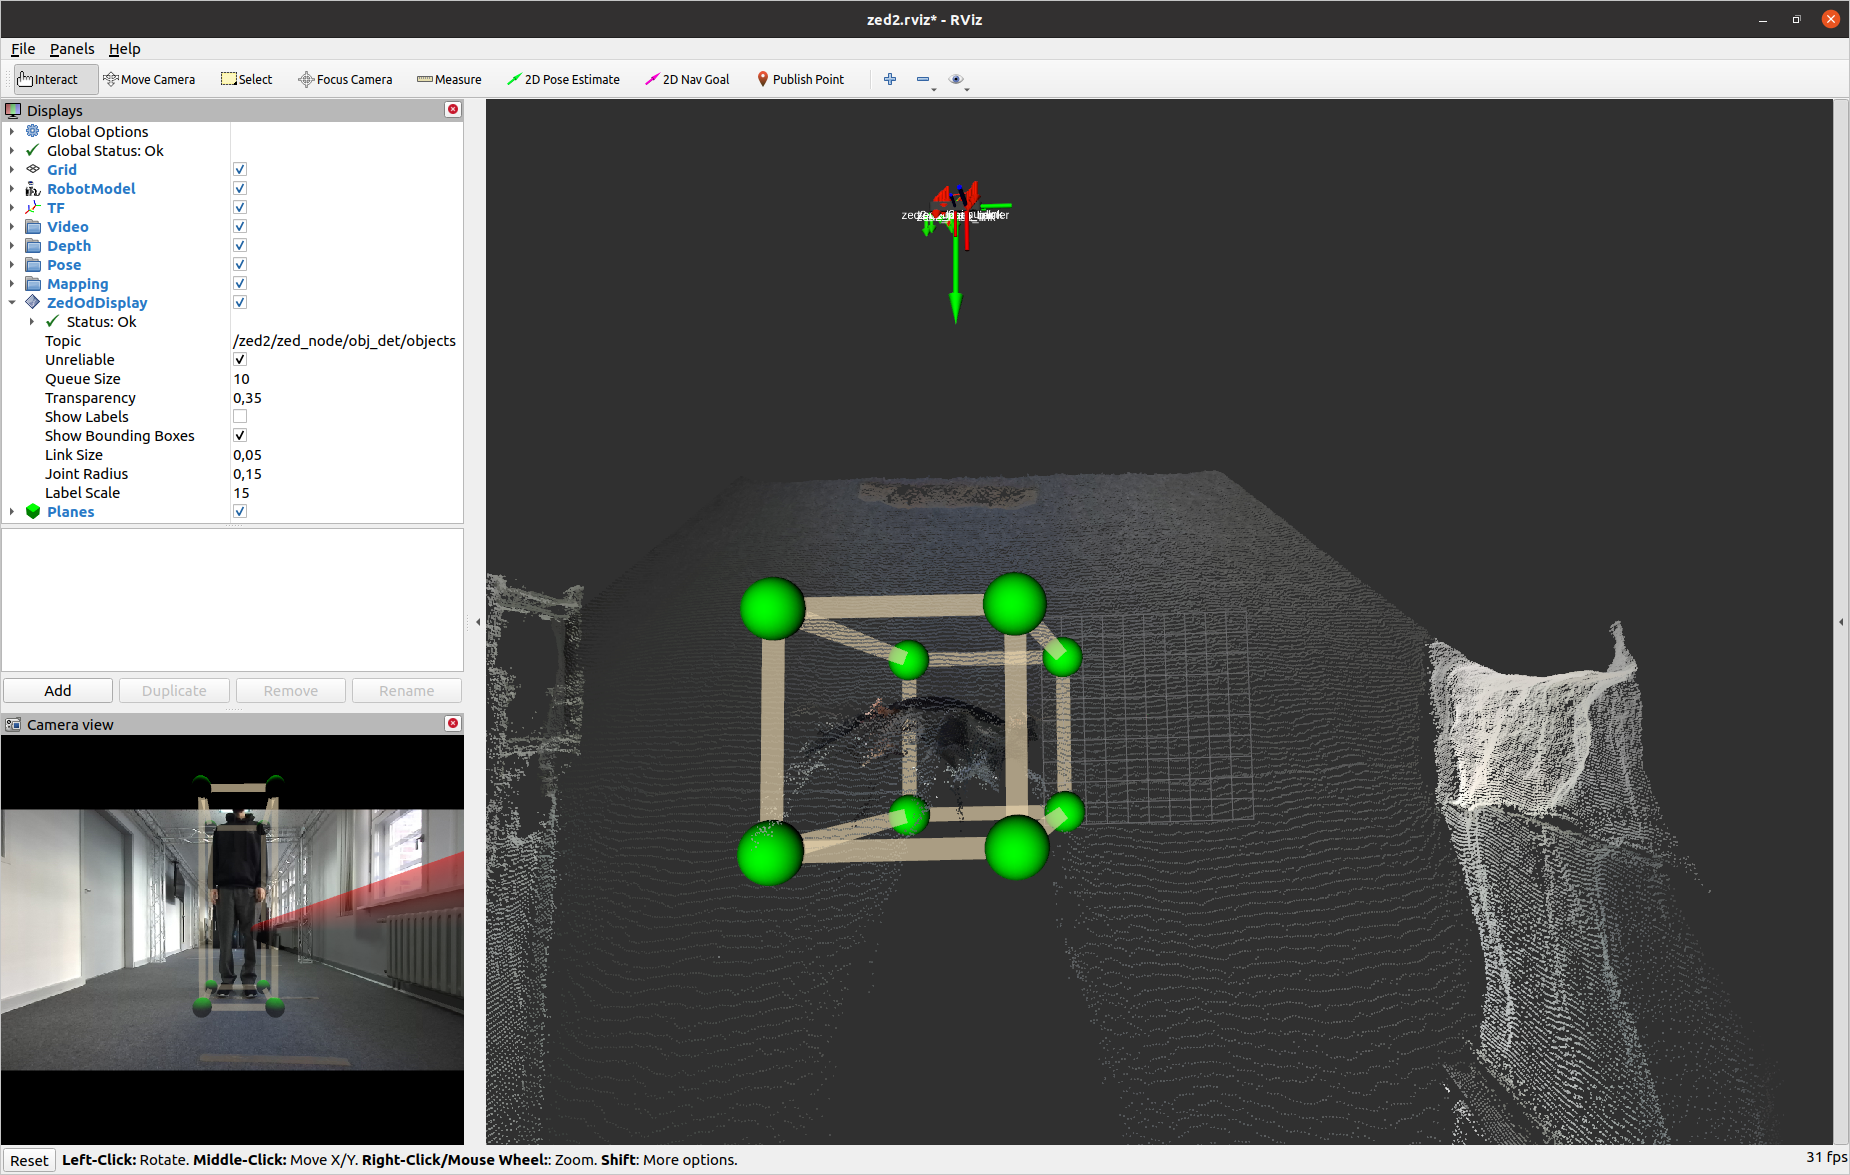 zed2.rviz* - RViz
File Panels Help
Interact Move Camera Select Focus Camera Measure 2D Pose Estimate 2D Nav Goal Publish Point
Displays
Global Options
Global Status: Ok
Grid
RobotModel
TF
Video
Depth
Pose
Mapping
ZedOdDisplay
Status: Ok
Topic /zed2/zed_node/obj_det/objects
Unreliable
Queue Size 10
Transparency 0,35
Show Labels
Show Bounding Boxes
Link Size 0,05
Joint Radius 0,15
Label Scale 15
Planes
Add Duplicate Remove Rename
Camera view
Reset Left-Click: Rotate. Middle-Click: Move X/Y. Right-Click/Mouse Wheel:: Zoom. Shift: More options. 31 fps